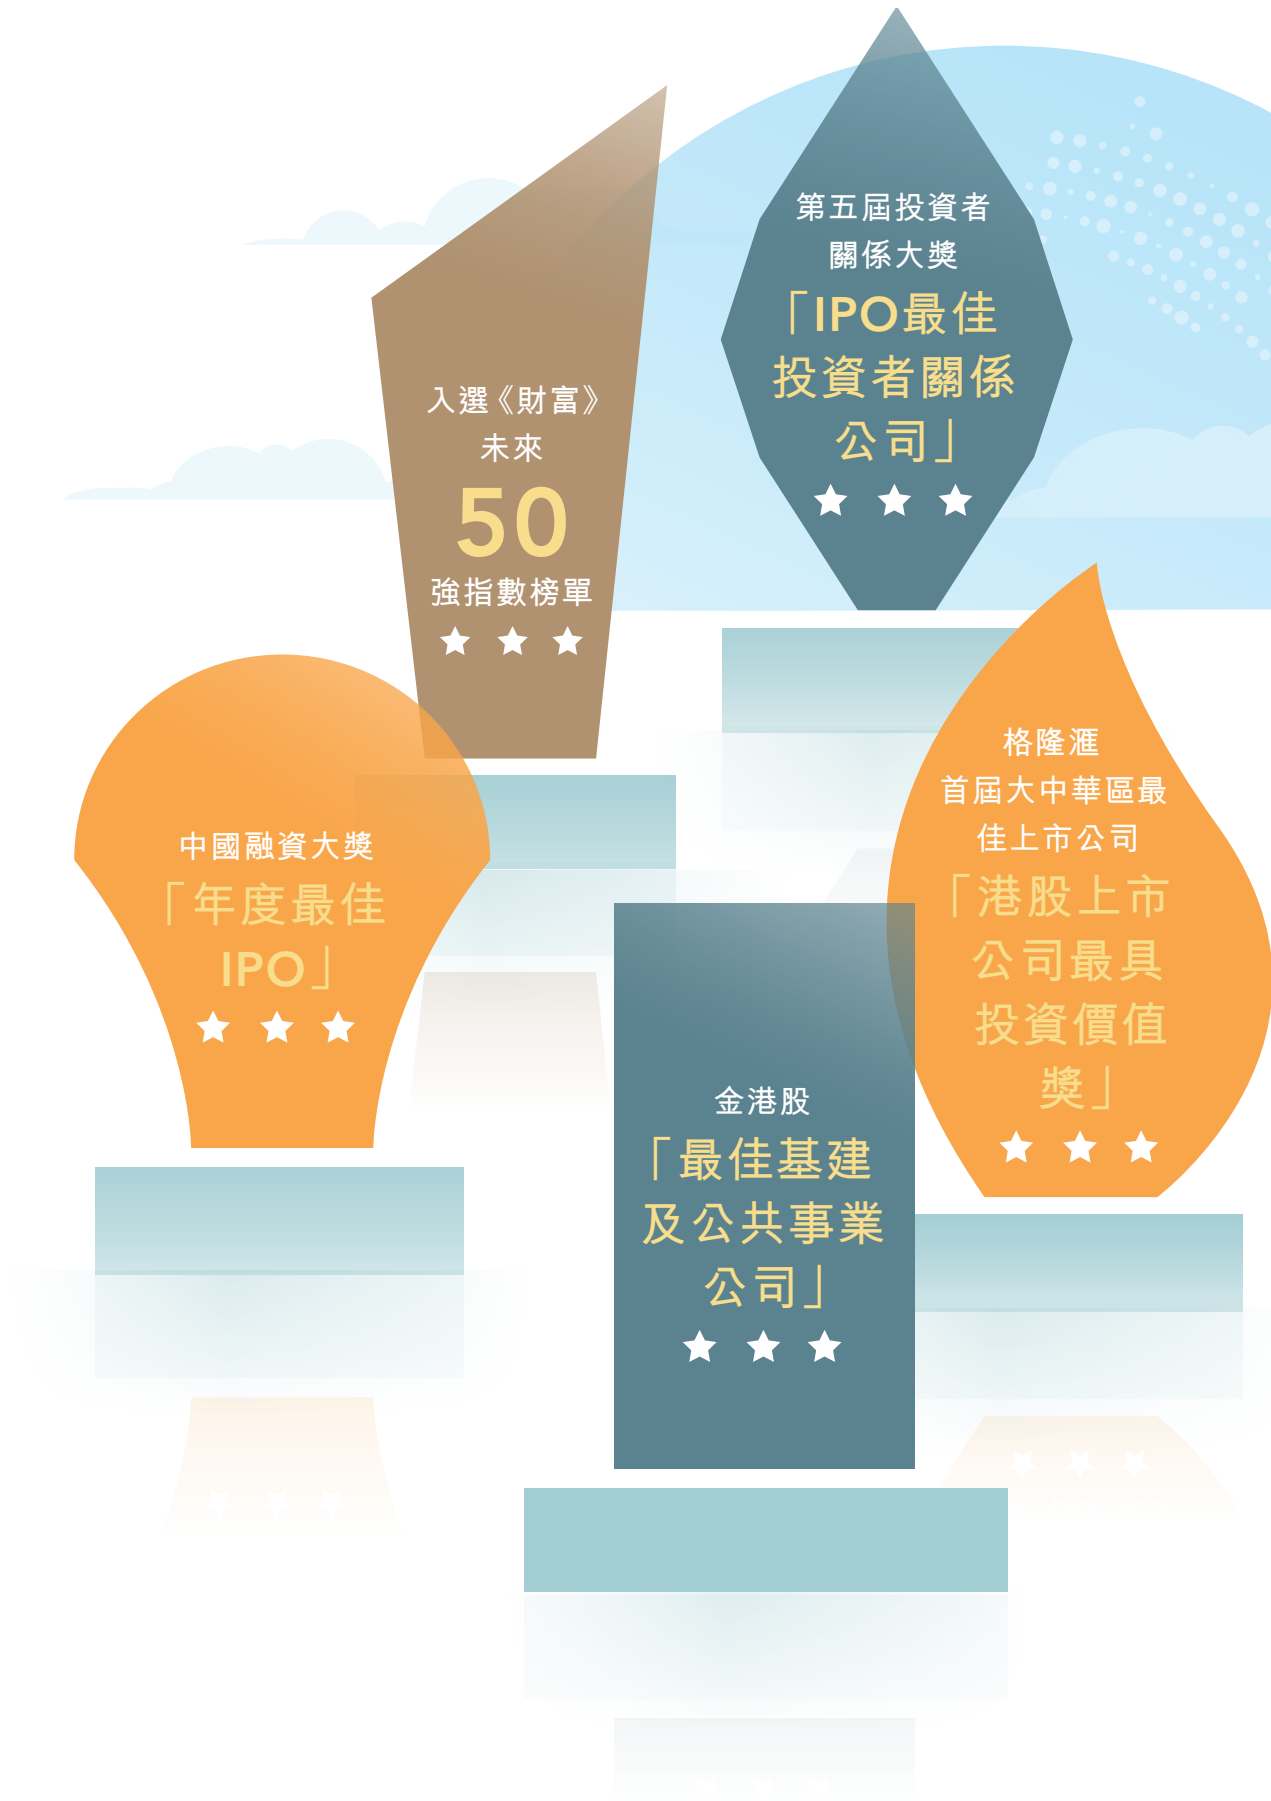 第五屆投資者
關係大獎
「IPO最佳
投資者關係
公司」
入選《財富》
未來
50
強指數榜單
中國融資大獎
「年度最佳
IPO」
格隆滙
首屆大中華區最
佳上市公司
「港股上市
公司最具
投資價值
獎」
金港股
「最佳基建
及公共事業
公司」